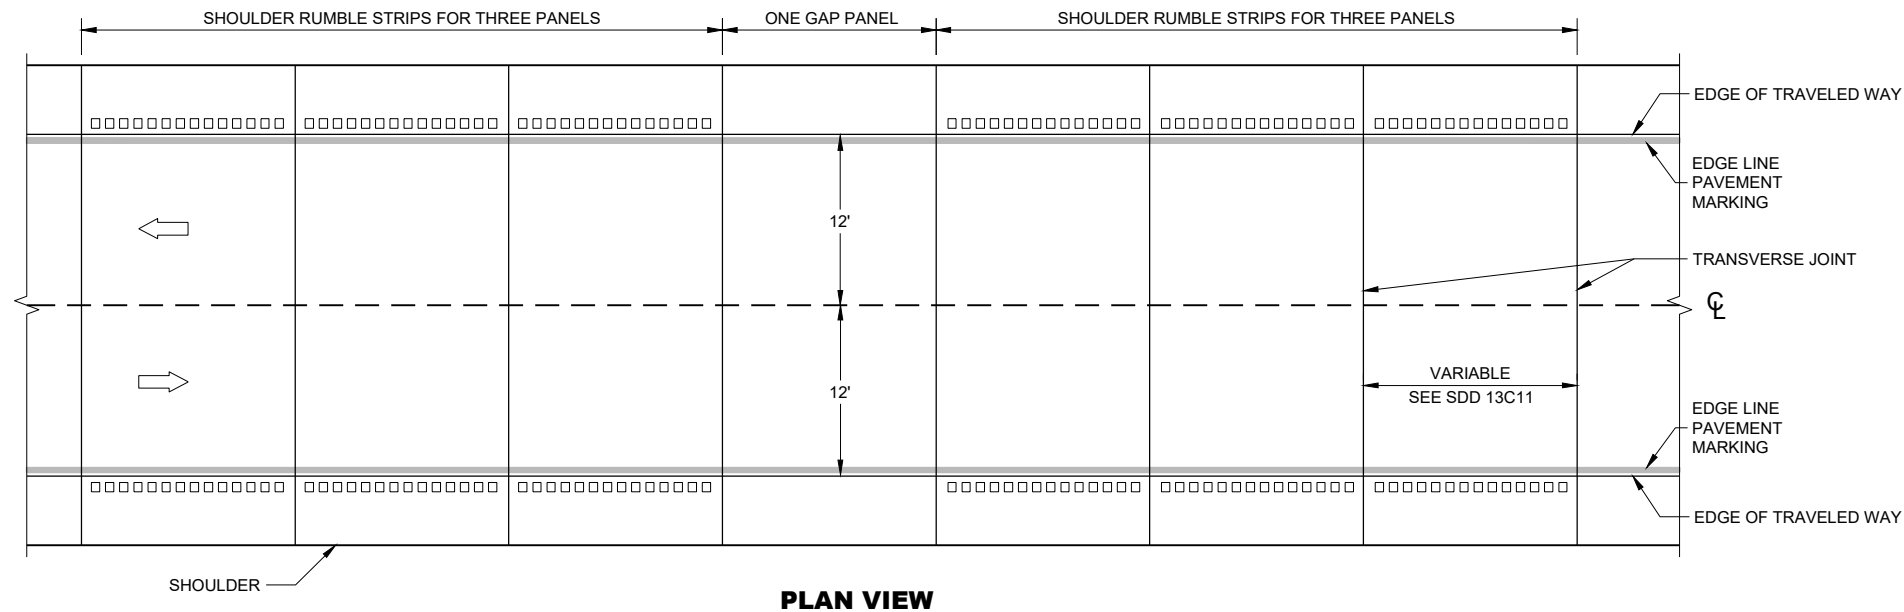 SHOULDER RUMBLE STRIPS FOR THREE PANELS
ONE GAP PANEL
SHOULDER RUMBLE STRIPS FOR THREE PANELS
EDGE OF TRAVELED WAY
EDGE LINE
PAVEMENT
MARKING
12'
TRANSVERSE JOINT
℄
12'
VARIABLE
SEE SDD 13C11
EDGE LINE
PAVEMENT
MARKING
EDGE OF TRAVELED WAY
SHOULDER
PLAN VIEW